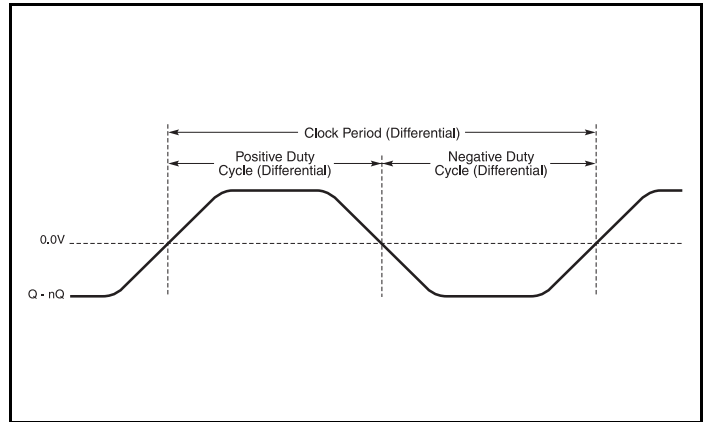 Clock Period (Differential)
Positive Duty
Cycle (Differential)
Negative Duty
Cycle (Differential)
0.0V
Q - nQ